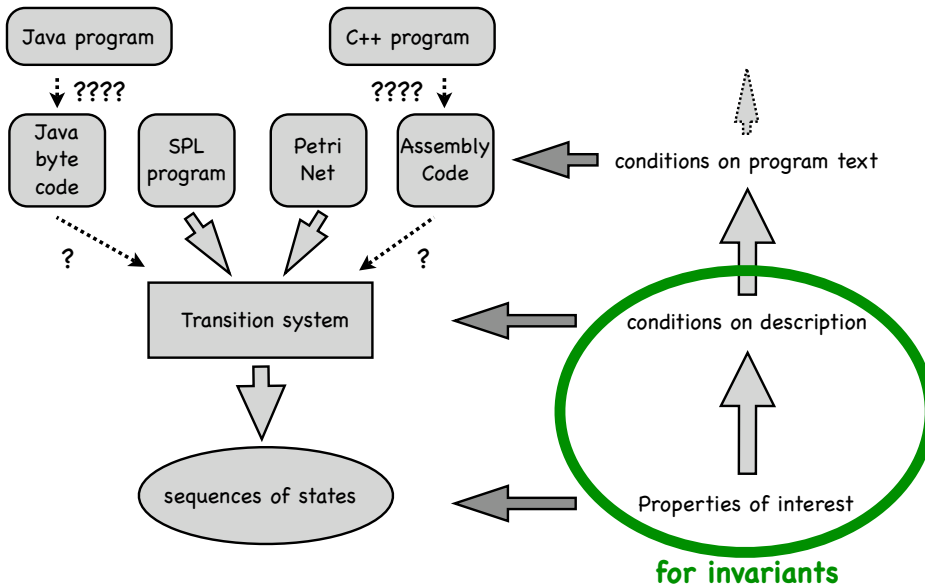 Java program
C++ program
????
????
Java
byte
code
SPL
program
Petri
Net
Assembly
Code
conditions on program text
?
?
Transition system
conditions on description
sequences of states
Properties of interest
for invariants